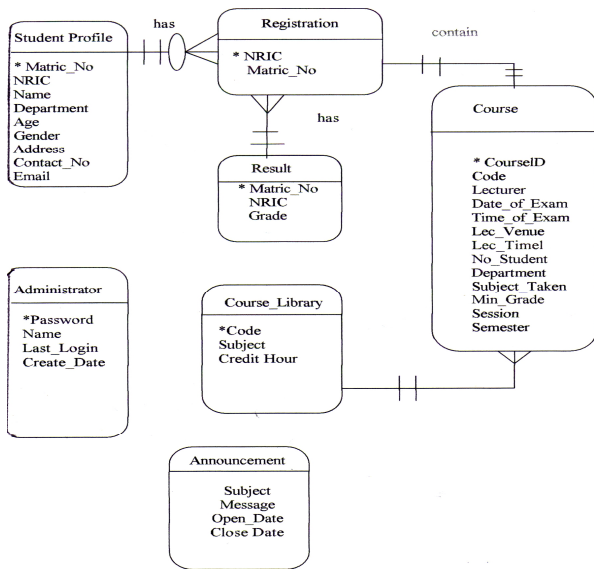 has
Registration
contain
Student Profile
* NRIC
Matric_No
* Matric_No
NRIC
Name
Department
Age
Gender
Address
Contact_No
Email
has
Course
Result
* Matric_No
NRIC
Grade
* CourseID
Code
Lecturer
Date_of_Exam
Time_of_Exam
Lec_Venue
Lec_Timel
No_Student
Department
Subject_Taken
Min_Grade
Session
Semester
Administrator
*Password
Name
Last_Login
Create_Date
Course_Library
*Code
Subject
Credit Hour
Announcement
Subject
Message
Open_Date
Close Date